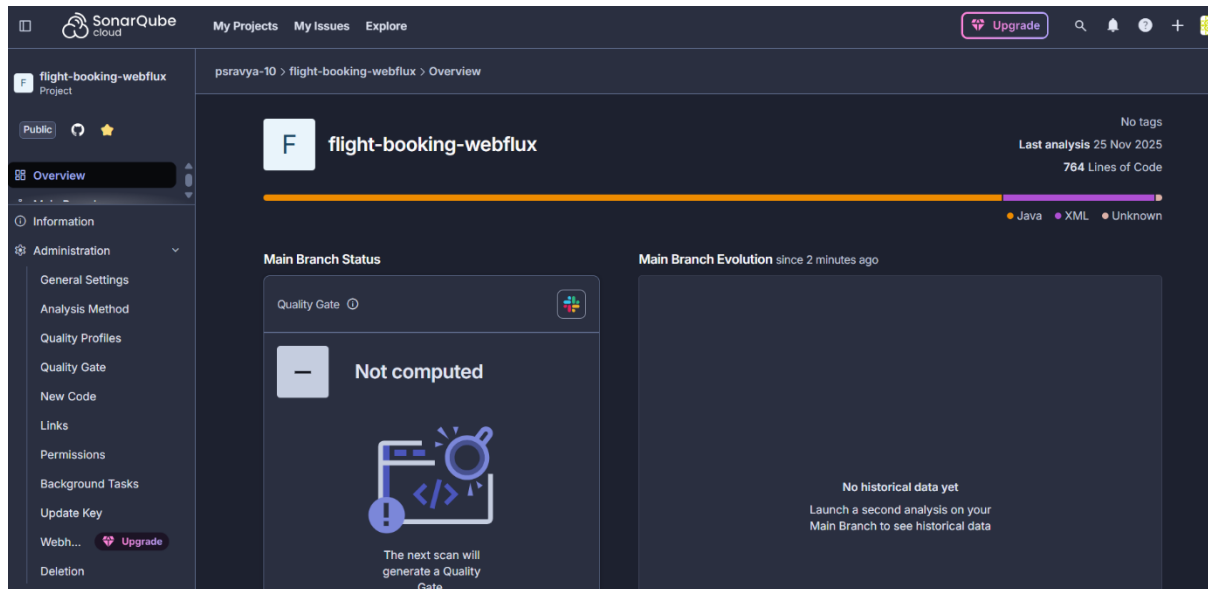 SonarQube cloud My Projects My Issues Explore Upgrade
F flight-booking-webflux
Project
psravya-10 > flight-booking-webflux > Overview
Public
Overview
Information
Administration
General Settings
Analysis Method
Quality Profiles
Quality Gate
New Code
Links
Permissions
Background Tasks
Update Key
Webh... Upgrade
Deletion
F flight-booking-webflux
No tags
Last analysis 25 Nov 2025
764 Lines of Code
Java XML Unknown
Main Branch Status
Quality Gate
Not computed
The next scan will
generate a Quality
Gate
Main Branch Evolution since 2 minutes ago
No historical data yet
Launch a second analysis on your
Main Branch to see historical data